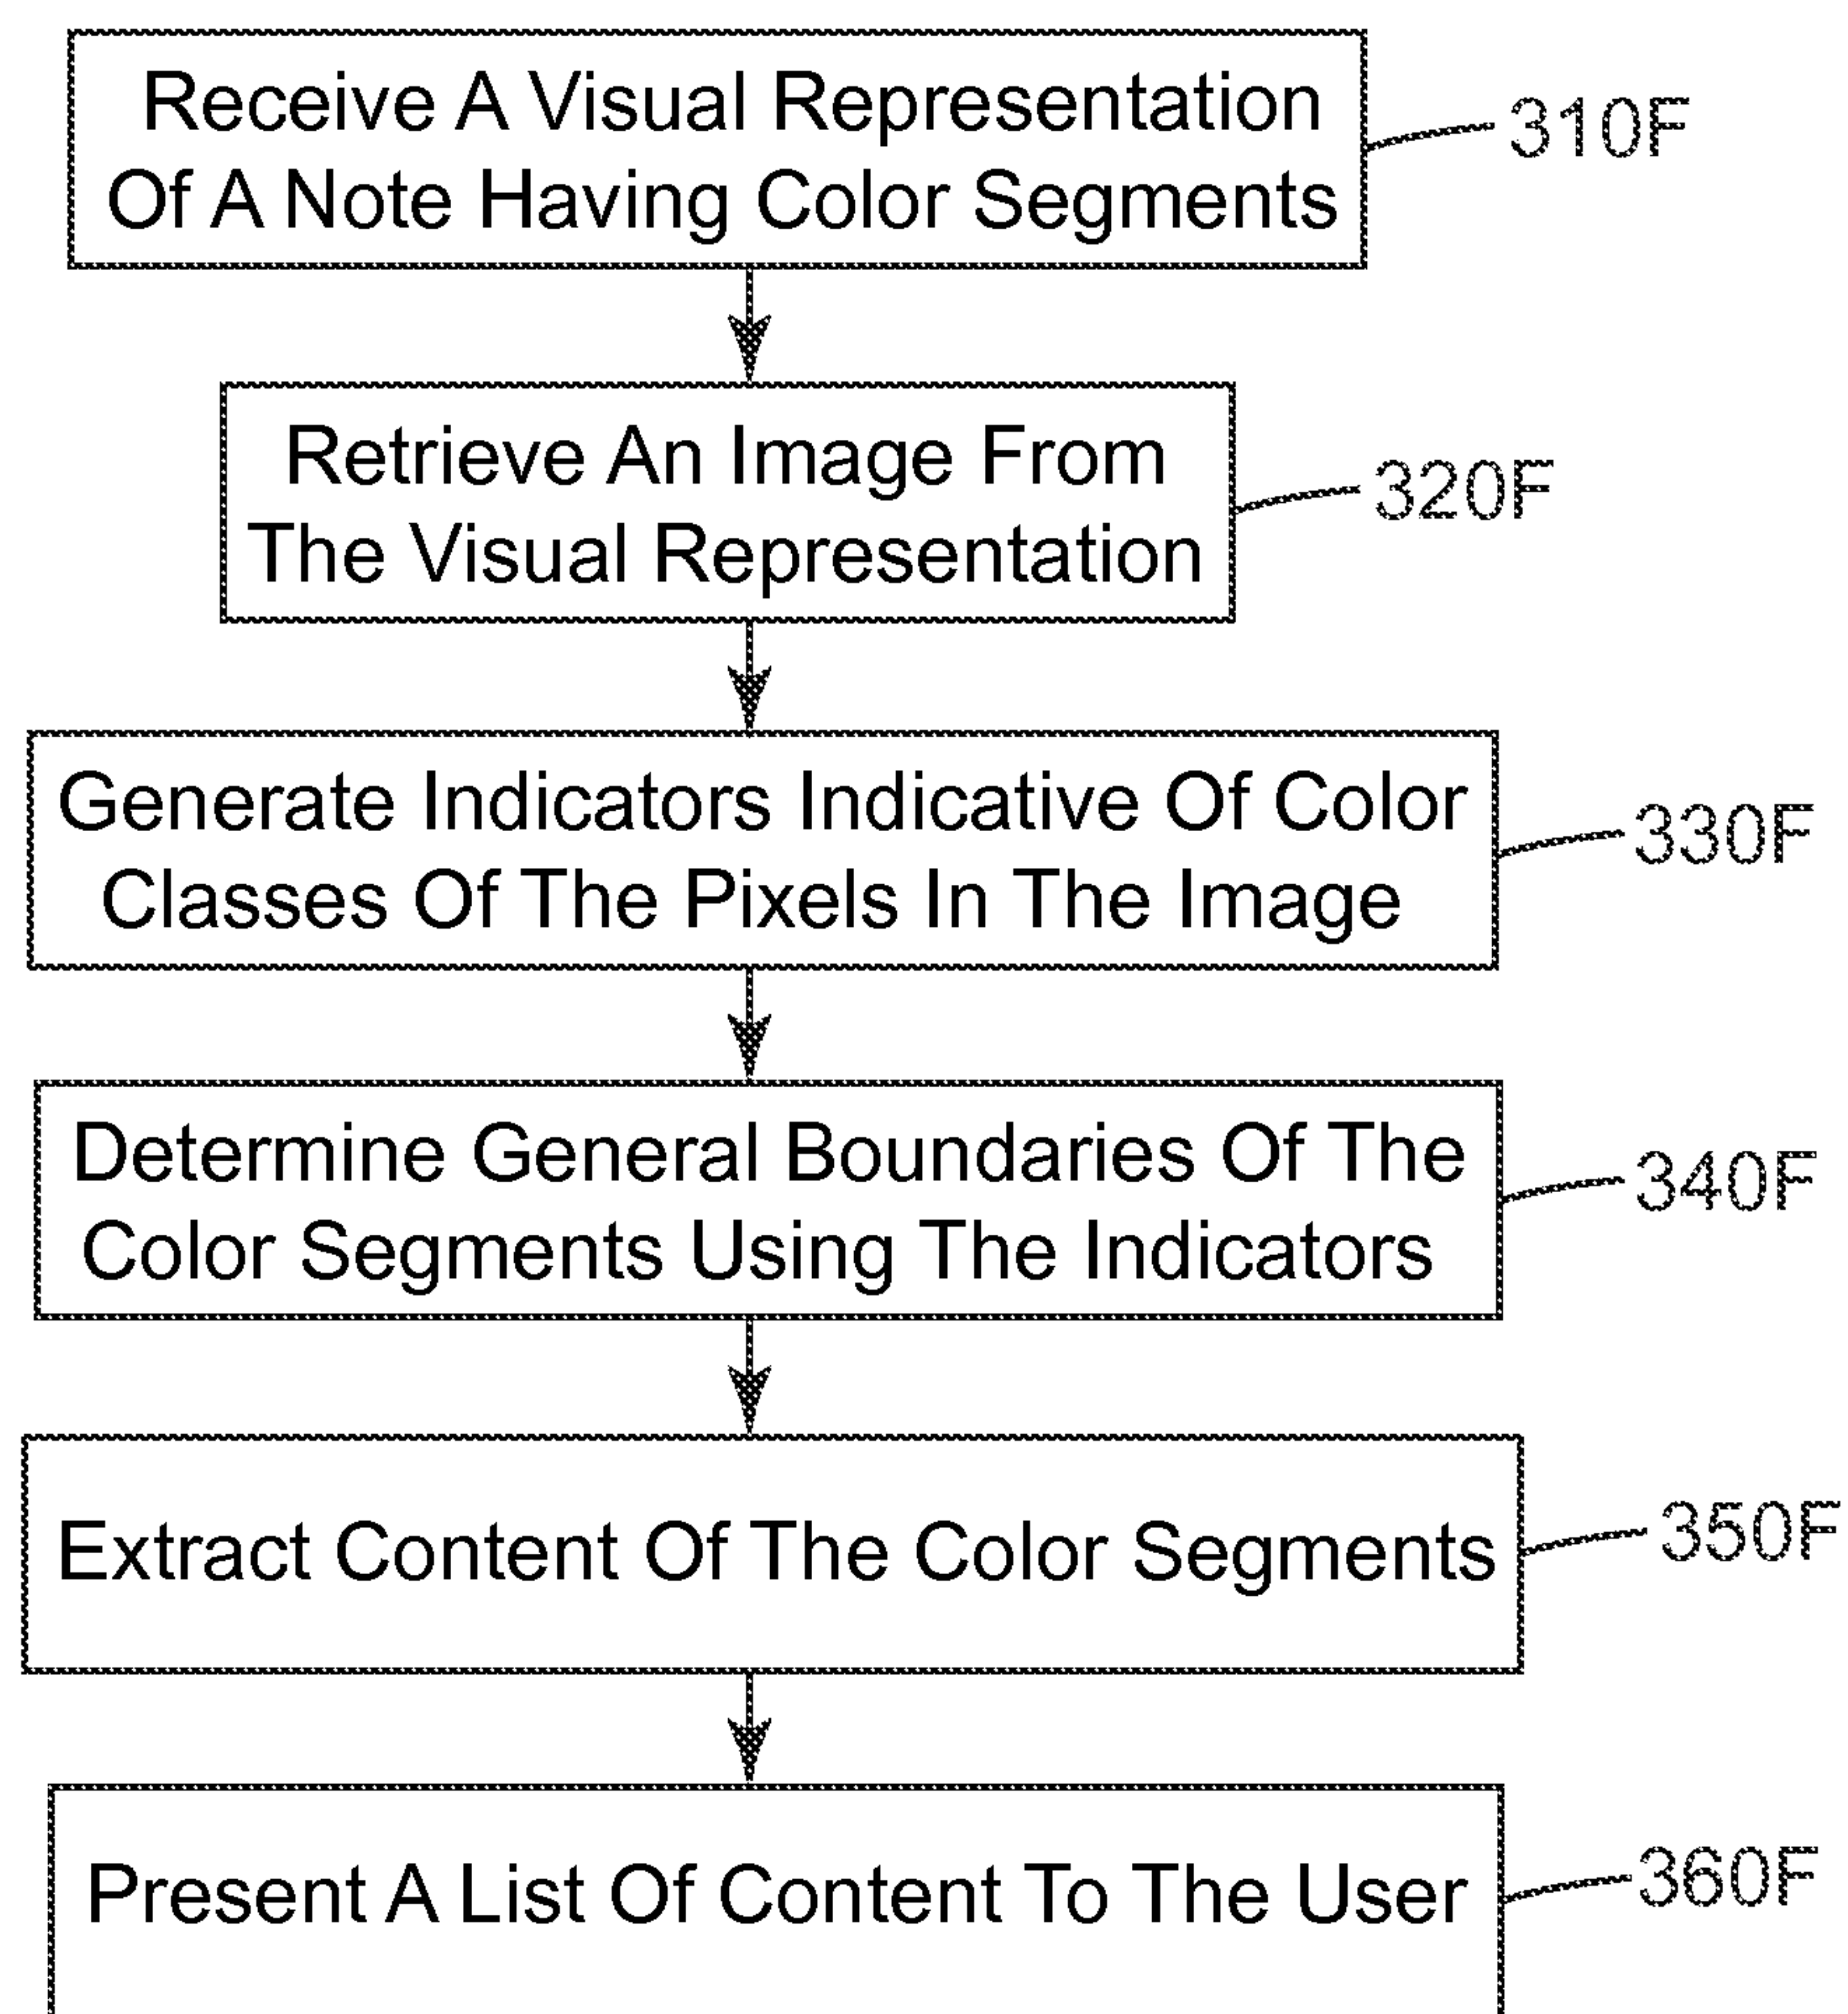 Receive A Visual Representation
Of A Note Having Color Segments
310F
Retrieve An Image From
The Visual Representation
320F
Generate Indicators Indicative Of Color
Classes Of The Pixels In The Image
330F
Determine General Boundaries Of The
Color Segments Using The Indicators
340F
Extract Content Of The Color Segments
350F
Present A List Of Content To The User
360F